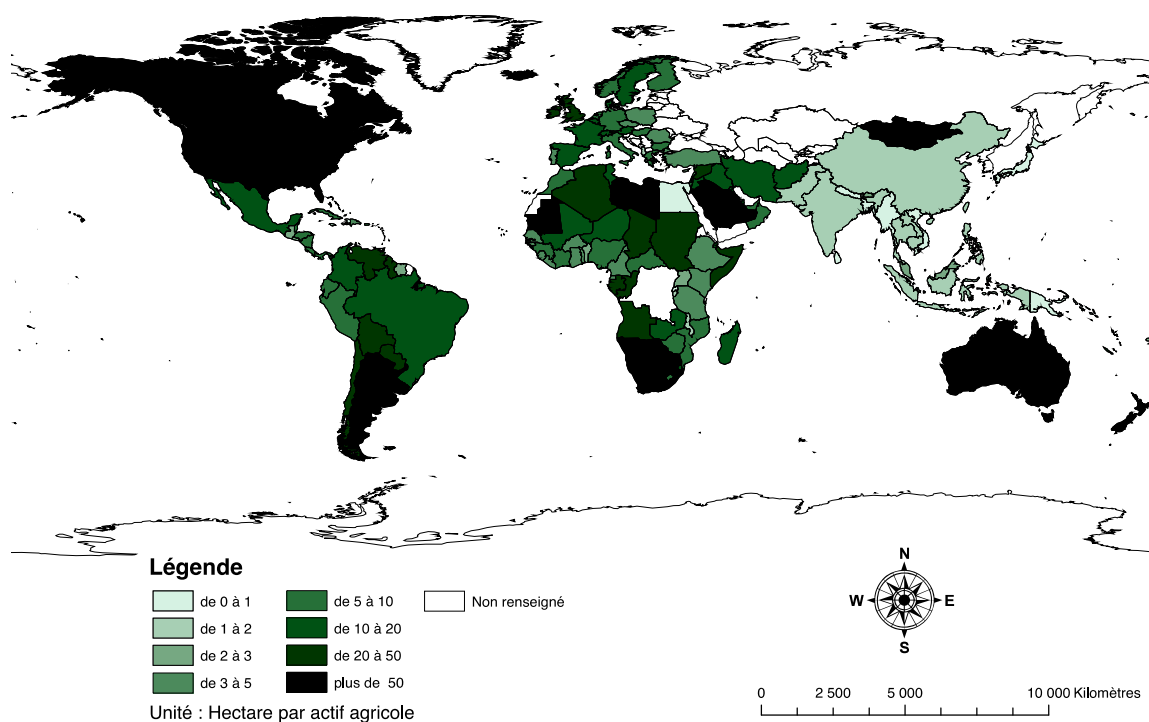 Légende
de 0 à 1
de 1 à 2
de 2 à 3
de 3 à 5
de 5 à 10
de 10 à 20
de 20 à 50
plus de 50
Non renseigné
Unité : Hectare par actif agricole
N
W E
S
0 2 500 5 000 10 000 Kilomètres